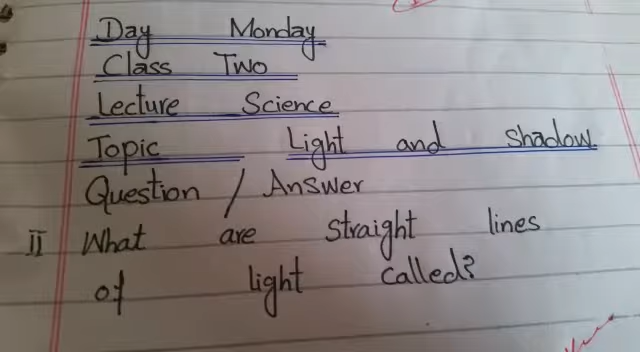 Day Monday
Class Two
Lecture Science
Topic Light and Shadow.
Question / Answer
II What are straight lines
of light called?